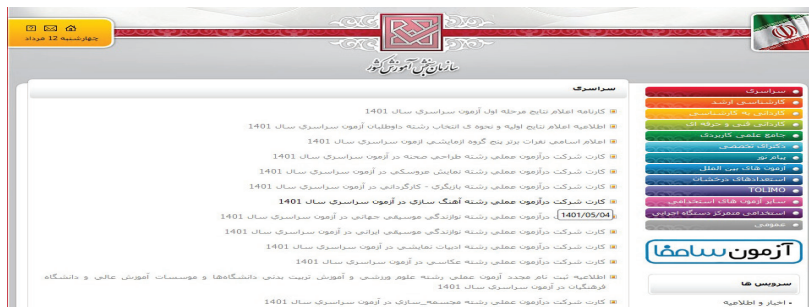 چهارشنبه 12 مرداد
سازمان سنجش آموزش کشور
سراسری
کارشناسی ارشد
کاردانی به کارشناسی
کاردانی فنی و حرفه ای
جامع علمی کاربردی
دکترای تخصصی
پیام نور
آزمون های بین الملل
استعدادهای درخشان
TOLIMO
سایر آزمون های استخدامی
استخدامی متمرکز دستگاه اجرایی
عمومی
آزمون سامفا
سرویس ها
اخبار و اطلاعیه
سراسری
کارنامه اعلام نتایج مرحله اول آزمون سراسری سال 1401
اطلاعیه اعلام نتایج اولیه و نحوه ی انتخاب رشته داوطلبان آزمون سراسری سال 1401
اعلام اسامی نفرات برتر پنج گروه آزمایشی آزمون سراسری سال 1401
کارت شرکت درآزمون عملی رشته طراحی صحنه در آزمون سراسری سال 1401
کارت شرکت درآزمون عملی رشته نمایش عروسکی در آزمون سراسری سال 1401
کارت شرکت درآزمون عملی رشته بازیگری - کارگردانی در آزمون سراسری سال 1401
کارت شرکت درآزمون عملی رشته آهنگ سازی در آزمون سراسری سال 1401
1401/05/04
درآزمون عملی رشته نوازندگی موسیقی جهانی در آزمون سراسری سال 1401
کارت شرکت درآزمون عملی رشته نوازندگی موسیقی ایرانی در آزمون سراسری سال 1401
کارت شرکت درآزمون عملی رشته ادبیات نمایشی در آزمون سراسری سال 1401
کارت شرکت درآزمون عملی رشته عکاسی در آزمون سراسری سال 1401
اطلاعیه ثبت نام مجدد آزمون عملی رشته علوم ورزشی و آموزش تربیت بدنی دانشگاهها و موسسات آموزش عالی و دانشگاه
فرهنگیان در آزمون سراسری سال 1401
کارت شرکت درآزمون عملی رشته مجسمه_سازی در آزمون سراسری سال 1401